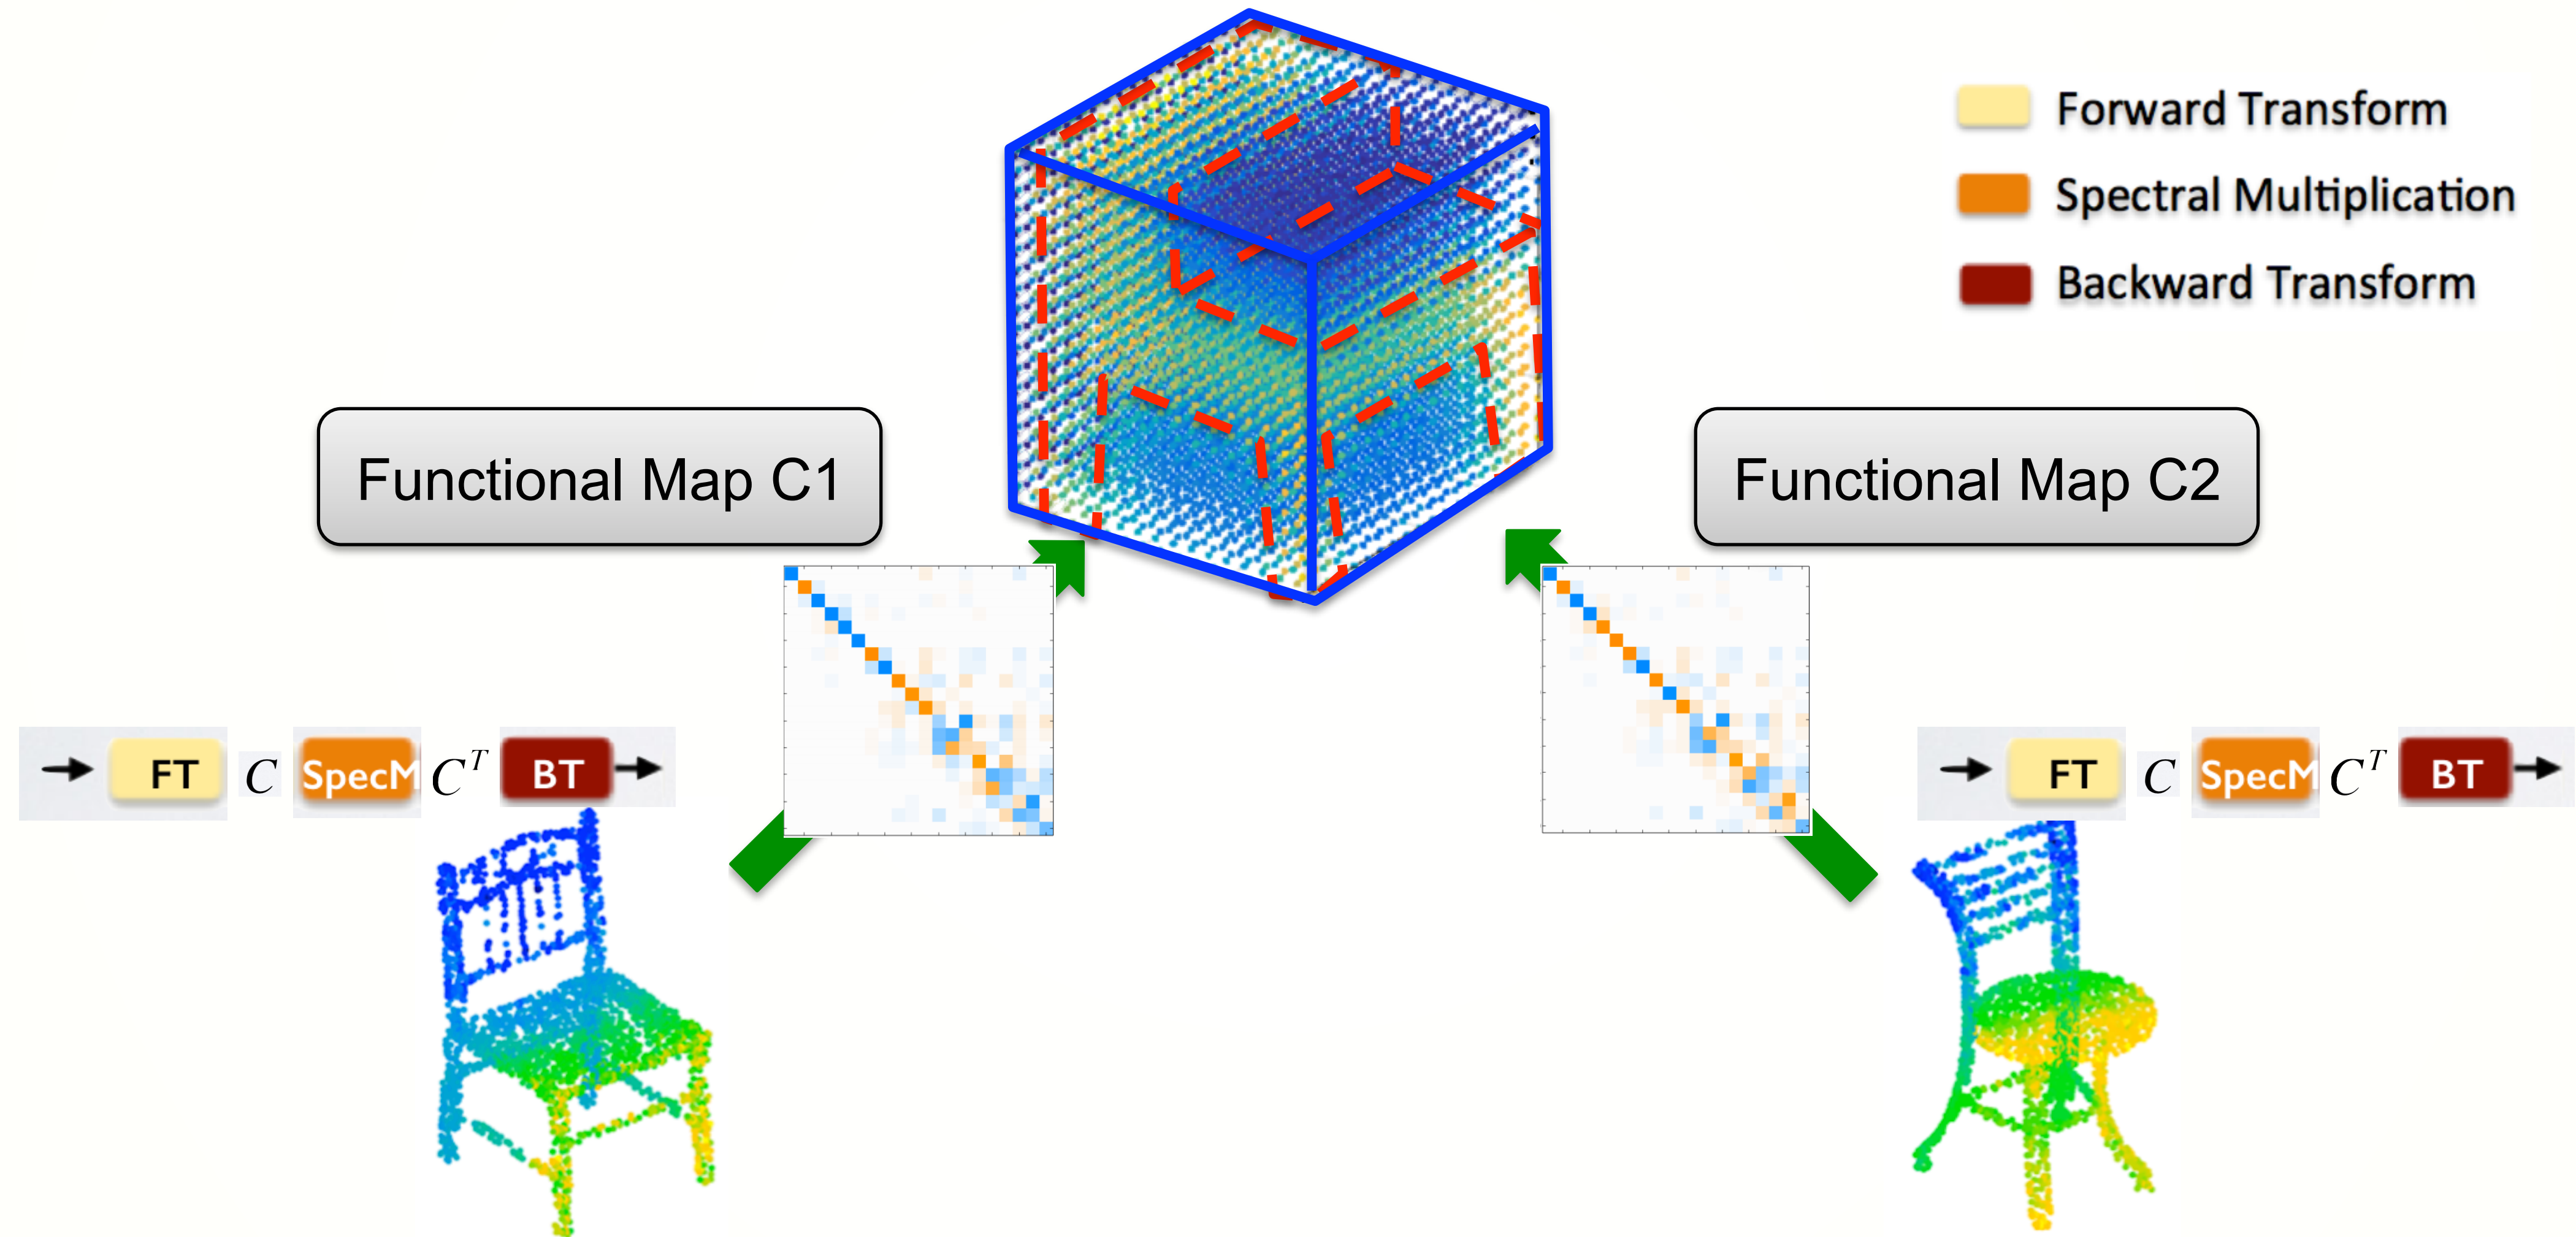 Forward Transform
Spectral Multiplication
Backward Transform
Functional Map C1
Functional Map C2
FT C SpecM C^T BT
FT C SpecM C^T BT